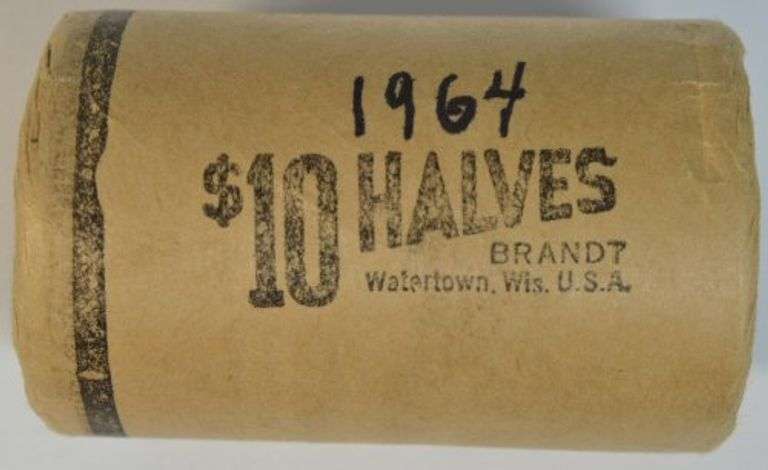 1964
$10 HALVES
BRANDT
Watertown, Wis. U.S.A.